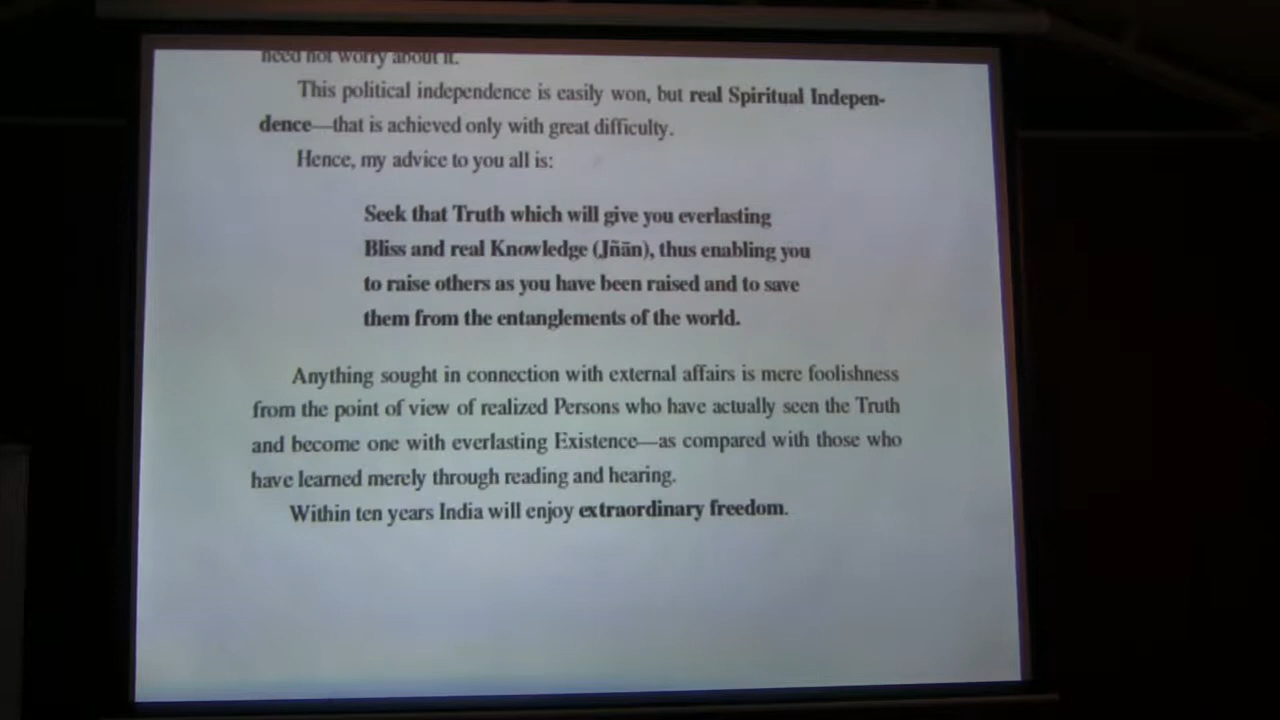 need not worry about it.
This political independence is easily won, but real Spiritual Indepen-
dence—that is achieved only with great difficulty.
Hence, my advice to you all is:
Seek that Truth which will give you everlasting
Bliss and real Knowledge (Jñān), thus enabling you
to raise others as you have been raised and to save
them from the entanglements of the world.
Anything sought in connection with external affairs is mere foolishness
from the point of view of realized Persons who have actually seen the Truth
and become one with everlasting Existence—as compared with those who
have learned merely through reading and hearing.
Within ten years India will enjoy extraordinary freedom.